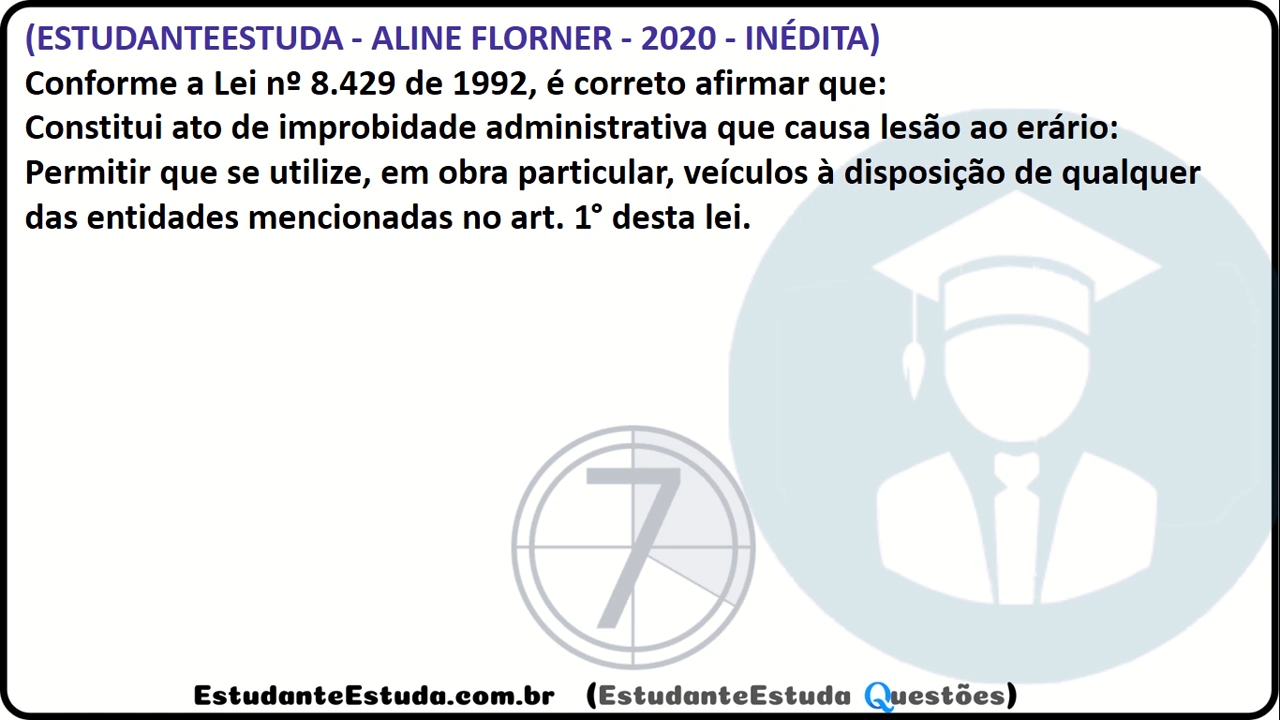 (ESTUDANTEESTUDA - ALINE FLORNER - 2020 - INÉDITA)
Conforme a Lei nº 8.429 de 1992, é correto afirmar que:
Constitui ato de improbidade administrativa que causa lesão ao erário:
Permitir que se utilize, em obra particular, veículos à disposição de qualquer
das entidades mencionadas no art. 1° desta lei.
7
EstudanteEstuda.com.br (EstudanteEstuda Questões)